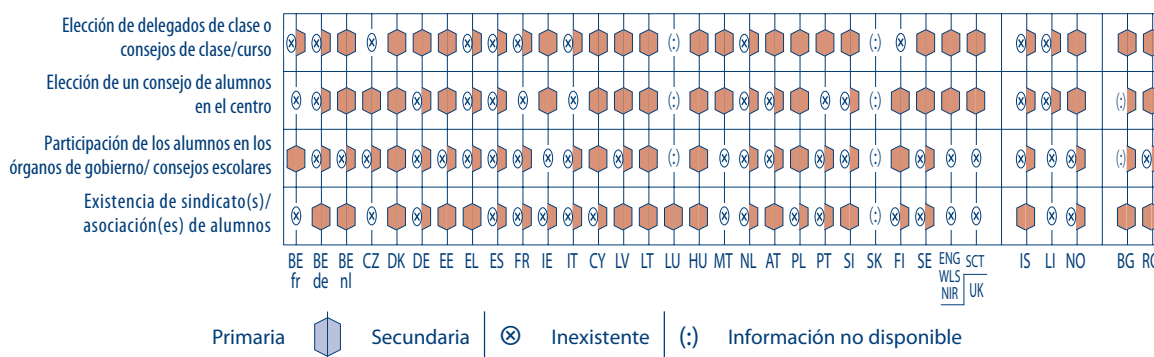 Elección de delegados de clase o
consejos de clase/curso
Elección de un consejo de alumnos
en el centro
Participación de los alumnos en los
órganos de gobierno/ consejos escolares
Existencia de sindicato(s)/
asociación(es) de alumnos
(:) (:)
(:) (:) (:)
(:) (:) (:)
(:)
BE BE BE CZ DK DE EE EL ES FR IE IT CY LV LT LU HU MT NL AT PL PT SI SK FI SE ENG SCT IS LI NO BG
fr de nl WLS UK
NIR
Primaria Secundaria Inexistente (:) Información no disponible